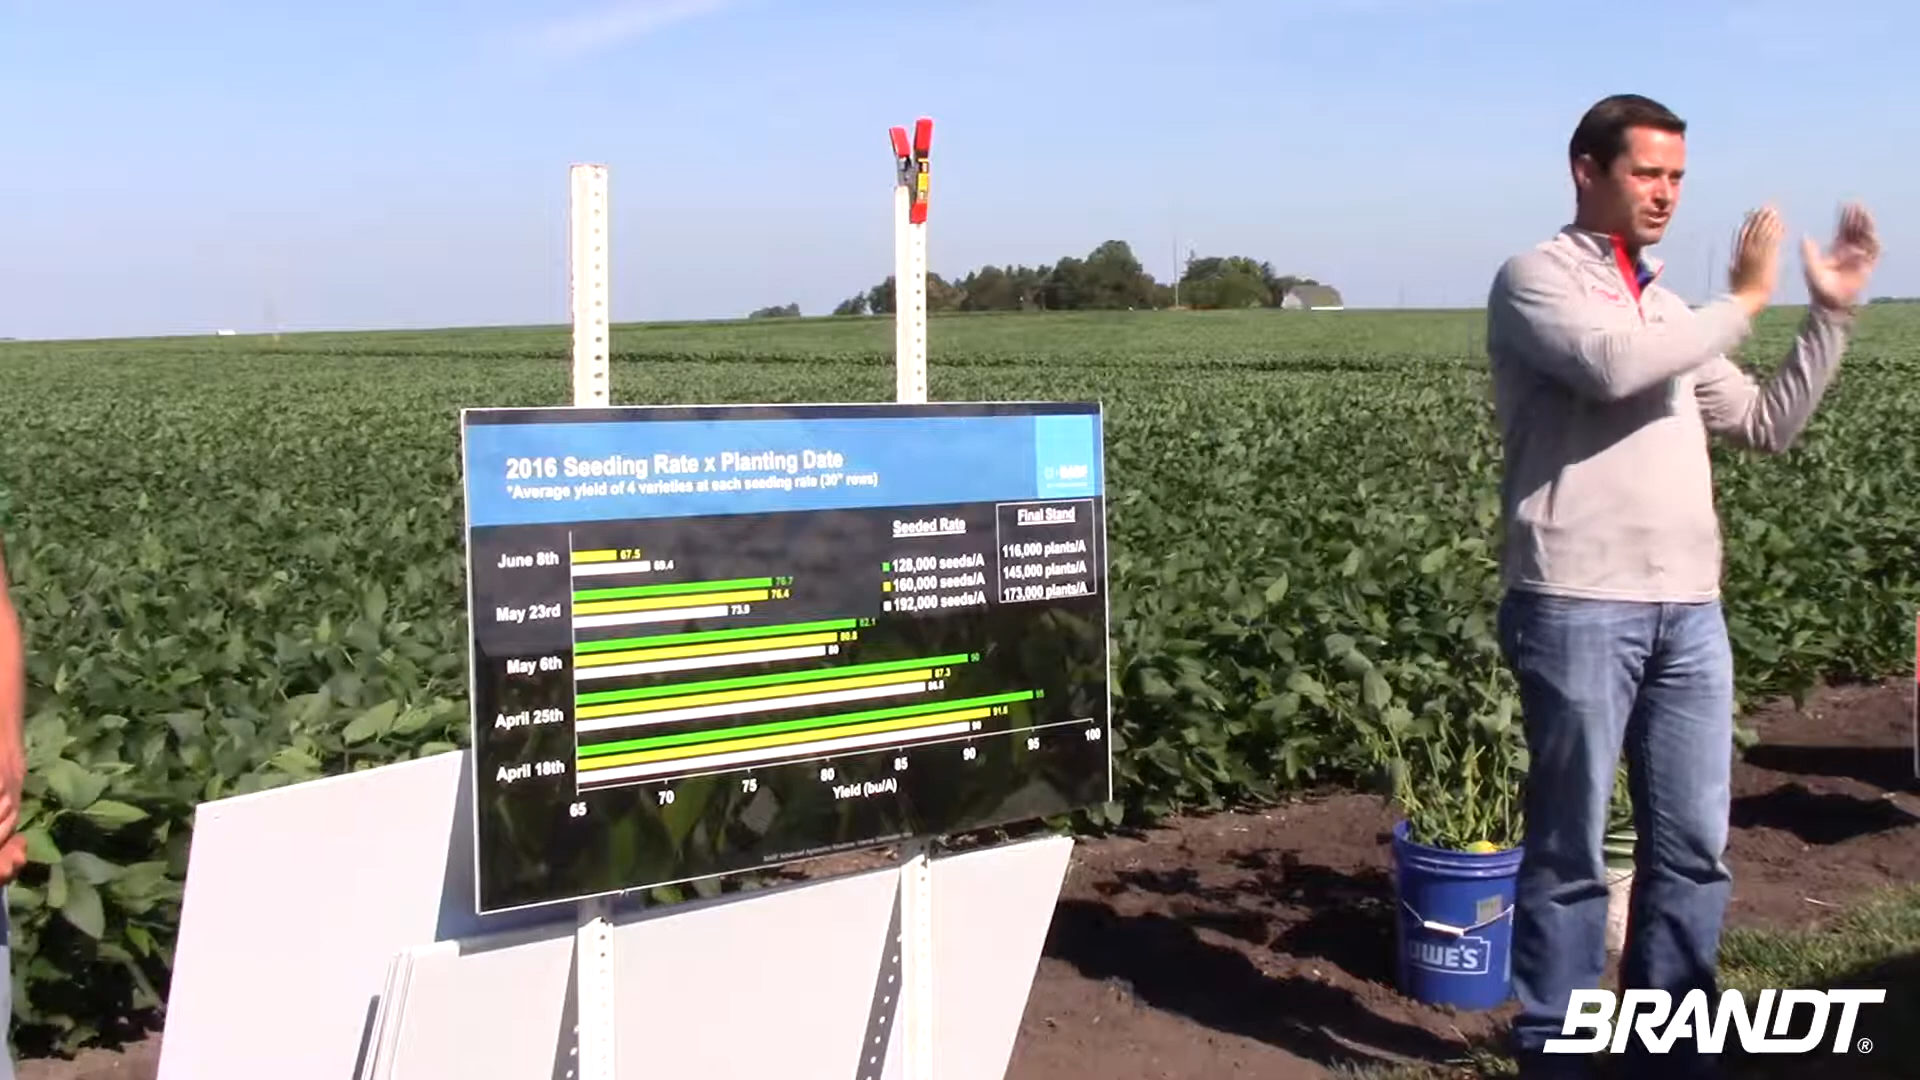 2016 Seeding Rate x Planting Date
*Average yield of 4 varieties at each seeding rate (30" rows)
BASF
Seeded Rate
Final Stand
128,000 seeds/A
116,000 plants/A
160,000 seeds/A
145,000 plants/A
192,000 seeds/A
173,000 plants/A
June 8th
67.5
69.4
May 23rd
76.7
76.4
73.9
May 6th
82.1
80.8
80
April 25th
90
87.3
86.8
April 18th
95
91.6
90
65
70
75
80
85
90
95
100
Yield (bu/A)
OWE'S
BRANDT®